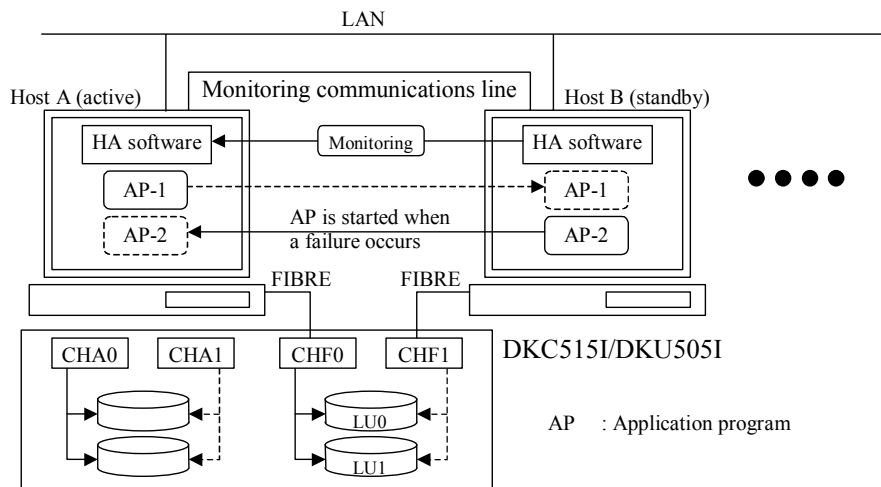 LAN
Monitoring communications line
Host A (active)
Host B (standby)
HA software
Monitoring
HA software
AP-1
AP-1
AP-2
AP is started when
a failure occurs
AP-2
FIBRE
FIBRE
CHA0
CHA1
CHF0
CHF1
DKC515I/DKU505I
LU0
LU1
AP : Application program